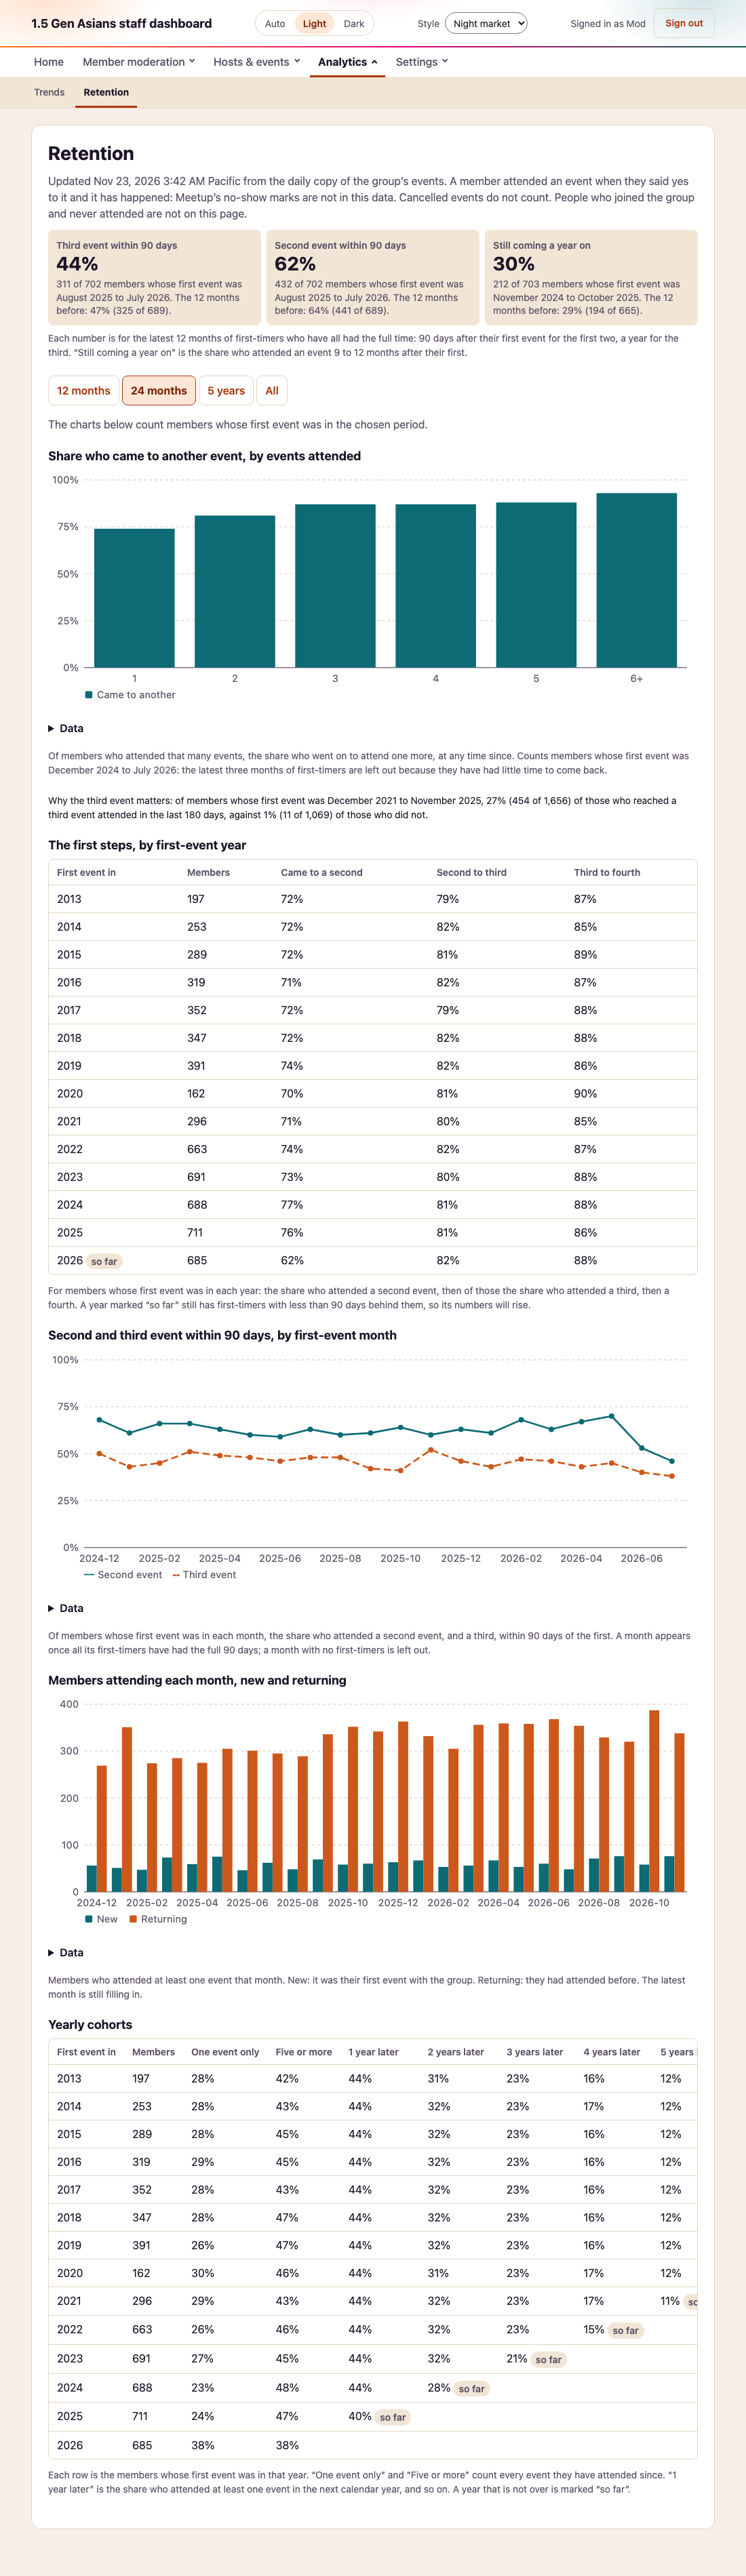 1.5 Gen Asians staff dashboard
Auto Light Dark
Style Night market
Signed in as Mod Sign out
Home Member moderation Hosts & events Analytics Settings
Trends Retention
Retention
Updated Nov 23, 2026 3:42 AM Pacific from the daily copy of the group's events. A member attended an event when they said yes
to it and it has happened: Meetup's no-show marks are not in this data. Cancelled events do not count. People who joined the group
and never attended are not on this page.
Third event within 90 days
44%
311 of 702 members whose first event was
August 2025 to July 2026. The 12 months
before: 47% (325 of 689).
Second event within 90 days
62%
432 of 702 members whose first event was
August 2025 to July 2026. The 12 months
before: 64% (441 of 689).
Still coming a year on
30%
212 of 703 members whose first event was
November 2024 to October 2025. The 12
months before: 29% (194 of 665).
Each number is for the latest 12 months of first-timers who have all had the full time: 90 days after their first event for the first two, a year for the
third. “Still coming a year on” is the share who attended an event 9 to 12 months after their first.
12 months 24 months 5 years All
The charts below count members whose first event was in the chosen period.
Share who came to another event, by events attended
100%
75%
50%
25%
0%
1 2 3 4 5 6+
Came to another
Data
Of members who attended that many events, the share who went on to attend one more, at any time since. Counts members whose first event was
December 2024 to July 2026: the latest three months of first-timers are left out because they have had little time to come back.
Why the third event matters: of members whose first event was December 2021 to November 2025, 27% (454 of 1,656) of those who reached a
third event attended in the last 180 days, against 1% (11 of 1,069) of those who did not.
The first steps, by first-event year
First event in Members Came to a second Second to third Third to fourth
2013 197 72% 79% 87%
2014 253 72% 82% 85%
2015 289 72% 81% 89%
2016 319 71% 82% 87%
2017 352 72% 79% 88%
2018 347 72% 82% 88%
2019 391 74% 82% 86%
2020 162 70% 81% 90%
2021 296 71% 80% 85%
2022 663 74% 82% 87%
2023 691 73% 80% 88%
2024 688 77% 81% 88%
2025 711 76% 81% 86%
2026 so far 685 62% 82% 88%
For members whose first event was in each year: the share who attended a second event, then of those the share who attended a third, then a
fourth. A year marked “so far” still has first-timers with less than 90 days behind them, so its numbers will rise.
Second and third event within 90 days, by first-event month
100%
75%
50%
25%
0%
2024-12 2025-02 2025-04 2025-06 2025-08 2025-10 2025-12 2026-02 2026-04 2026-06
Second event Third event
Data
Of members whose first event was in each month, the share who attended a second event, and a third, within 90 days of the first. A month appears
once all its first-timers have had the full 90 days; a month with no first-timers is left out.
Members attending each month, new and returning
400
300
200
100
0
2024-12 2025-02 2025-04 2025-06 2025-08 2025-10 2025-12 2026-02 2026-04 2026-06 2026-08 2026-10
New Returning
Data
Members who attended at least one event that month. New: it was their first event with the group. Returning: they had attended before. The latest
month is still filling in.
Yearly cohorts
First event in Members One event only Five or more 1 year later 2 years later 3 years later 4 years later 5 years
2013 197 28% 42% 44% 31% 23% 16% 12%
2014 253 28% 43% 44% 32% 23% 17% 12%
2015 289 28% 45% 44% 32% 23% 16% 12%
2016 319 29% 45% 44% 32% 23% 16% 12%
2017 352 28% 43% 44% 32% 23% 16% 12%
2018 347 28% 47% 44% 32% 23% 16% 12%
2019 391 26% 47% 44% 32% 23% 16% 12%
2020 162 30% 46% 44% 31% 23% 17% 12%
2021 296 29% 43% 44% 32% 23% 17% 11% so
2022 663 26% 46% 44% 32% 23% 15% so far
2023 691 27% 45% 44% 32% 21% so far
2024 688 23% 48% 44% 28% so far
2025 711 24% 47% 40% so far
2026 685 38% 38%
Each row is the members whose first event was in that year. “One event only” and “Five or more” count every event they have attended since. “1
year later” is the share who attended at least one event in the next calendar year, and so on. A year that is not over is marked “so far”.